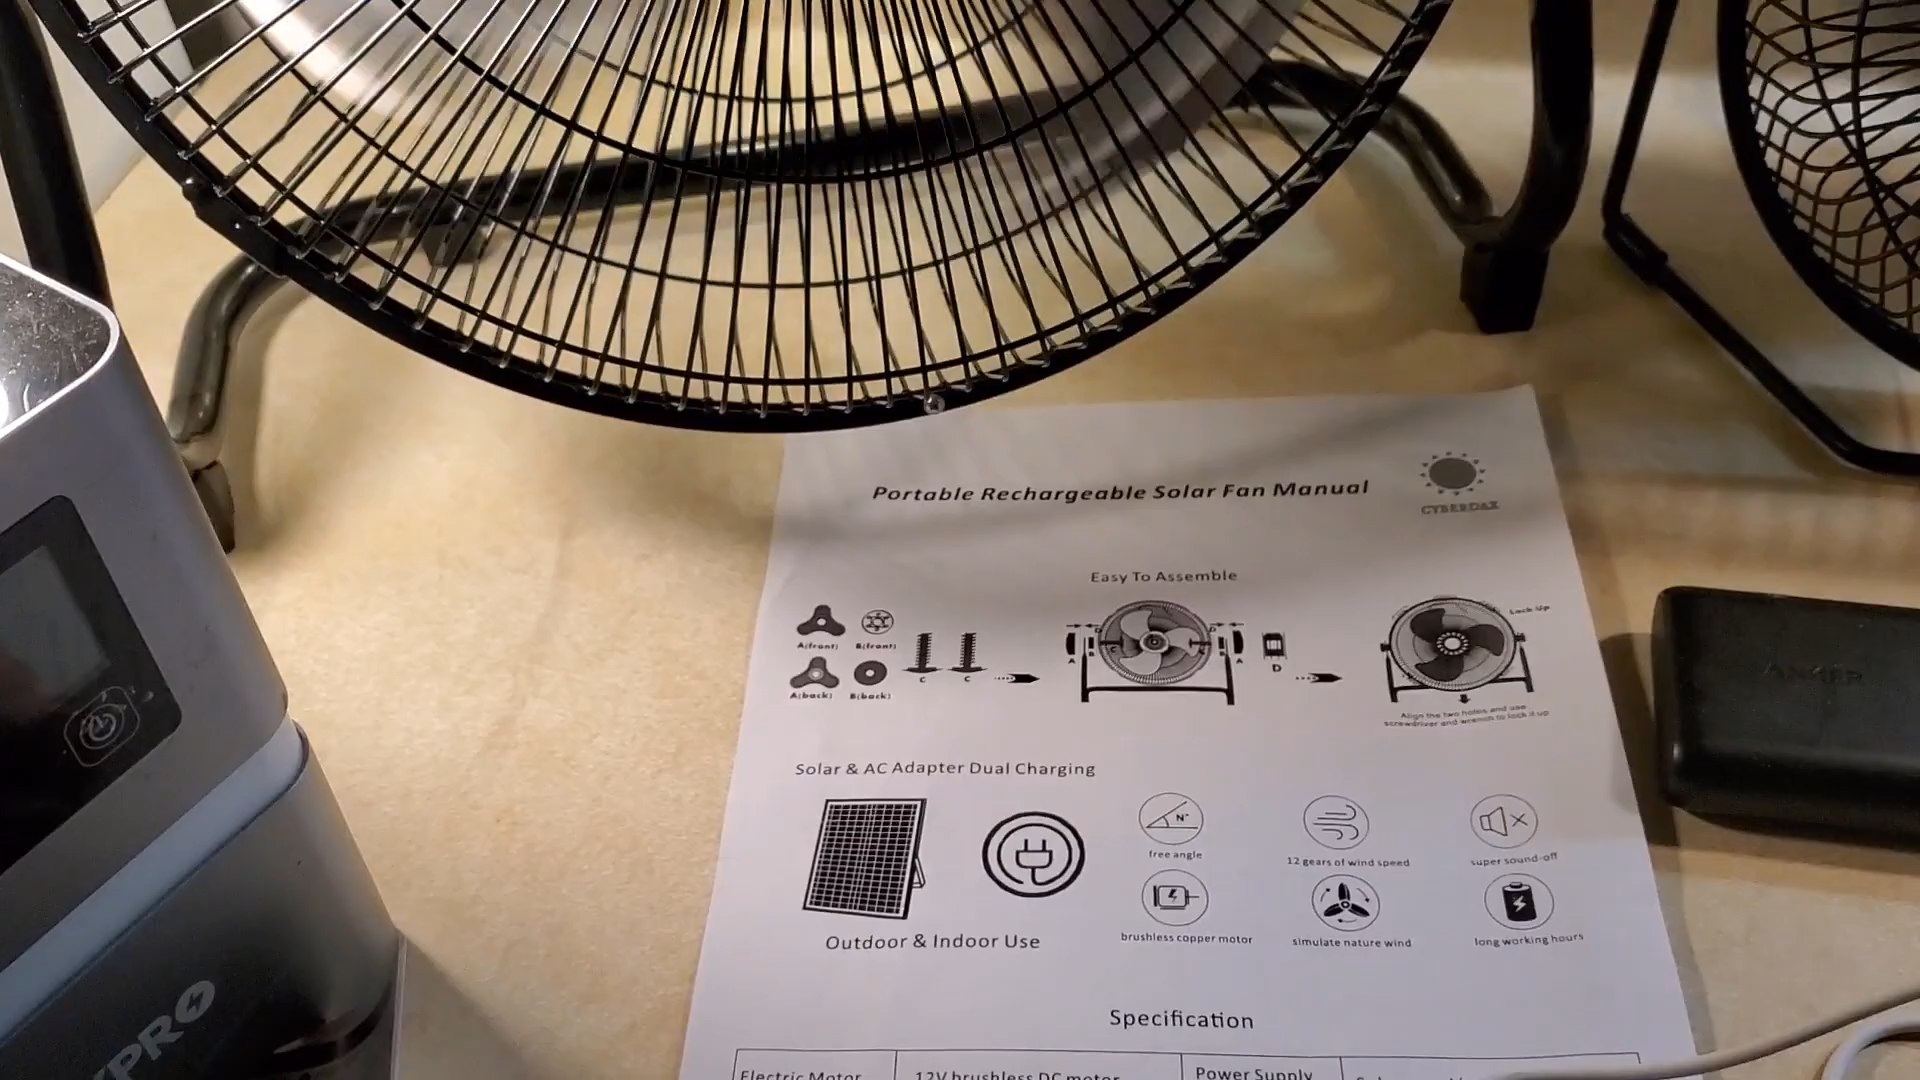 Portable Rechargeable Solar Fan Manual
CYBERDAX
Easy To Assemble
A(front) B(front)
A(back) B(back)
C C
D D
A B C C B A
D
Lock Up
Align the two holes and use
screwdriver and wrench to lock it up
Solar & AC Adapter Dual Charging
N°
free angle
12 gears of wind speed
super sound-off
brushless copper motor
simulate nature wind
long working hours
Outdoor & Indoor Use
Specification
Electric Motor 12V brushless DC motor Power Supply
ANKER
PRO